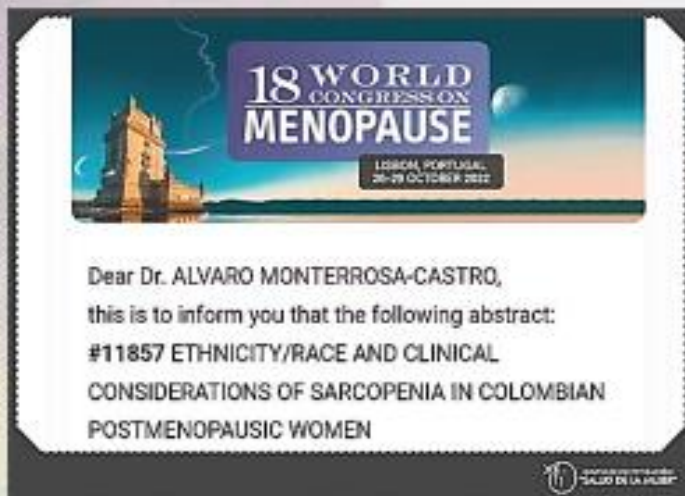 18 WORLD
CONGRESS ON
MENOPAUSE
LISBON, PORTUGAL
26-29 OCTOBER 2022
Dear Dr. ALVARO MONTERROSA-CASTRO,
this is to inform you that the following abstract:
#11857 ETHNICITY/RACE AND CLINICAL
CONSIDERATIONS OF SARCOPENIA IN COLOMBIAN
POSTMENOPAUSIC WOMEN
SALUD DE LA MUJER